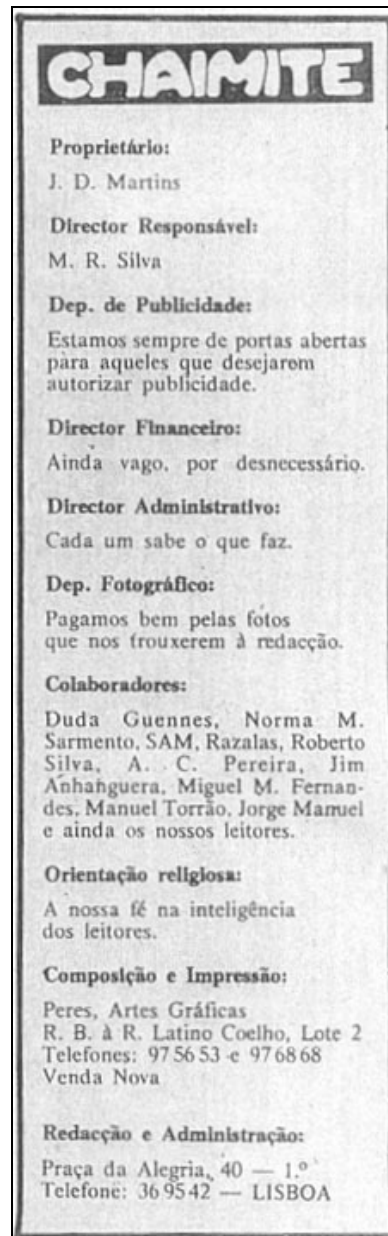 CHAIMITE
Proprietário:
J. D. Martins
Director Responsável:
M. R. Silva
Dep. de Publicidade:
Estamos sempre de portas abertas
para aqueles que desejarem
autorizar publicidade.
Director Financeiro:
Ainda vago, por desnecessário.
Director Administrativo:
Cada um sabe o que faz.
Dep. Fotográfico:
Pagamos bem pelas fotos
que nos trouxerem à redacção.
Colaboradores:
Duda Guennes, Norma M.
Sarmento, SAM, Razalas, Roberto
Silva, A. C. Pereira, Jim
Anhanguera, Miguel M. Fernan-
des, Manuel Torrão, Jorge Manuel
e ainda os nossos leitores.
Orientação religiosa:
A nossa fé na inteligência
dos leitores.
Composição e Impressão:
Peres, Artes Gráficas
R. B. à R. Latino Coelho, Lote 2
Telefones: 97 56 53 e 97 68 68
Venda Nova
Redacção e Administração:
Praça da Alegria, 40 — 1.º
Telefone: 36 95 42 — LISBOA